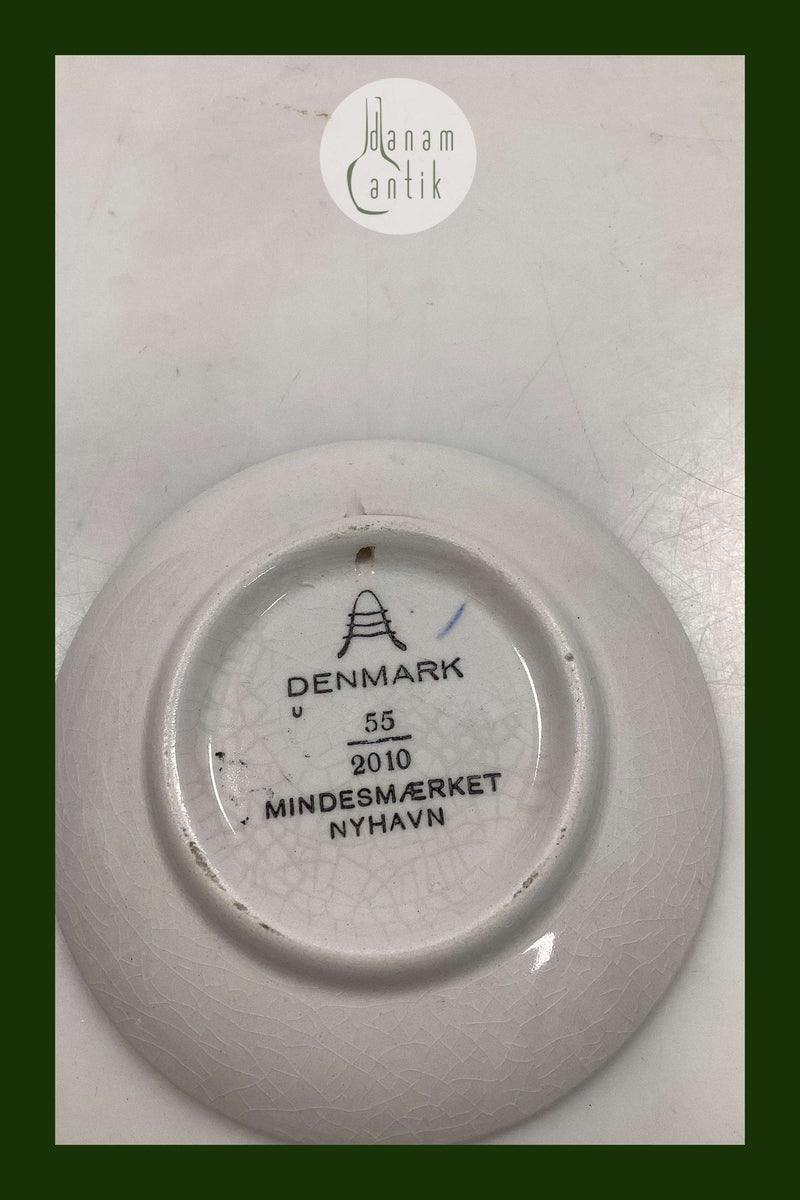 danam
antik
DENMARK
U
55
2010
MINDESMÆRKET
NYHAVN